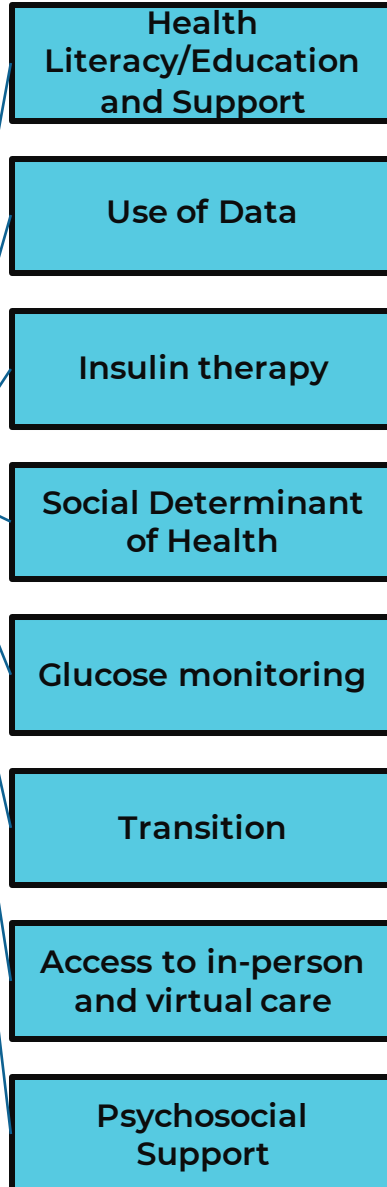 Health
Literacy/Education
and Support
Use of Data
Insulin therapy
Social Determinant
of Health
Glucose monitoring
Transition
Access to in-person
and virtual care
Psychosocial
Support